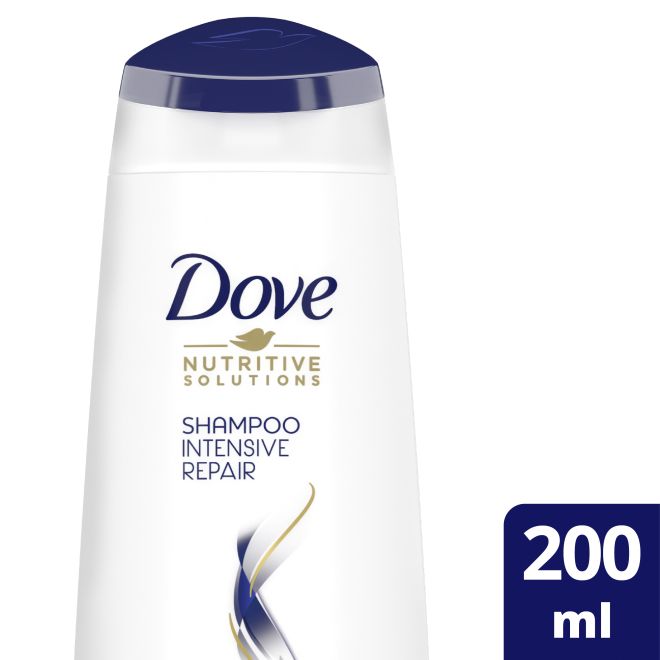 Dove
NUTRITIVE
SOLUTIONS
SHAMPOO
INTENSIVE
REPAIR
200
ml